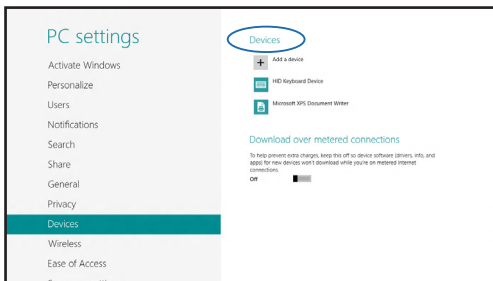 PC settings
Activate Windows
Personalize
Users
Notifications
Search
Share
General
Privacy
Devices
Wireless
Ease of Access
Devices
Add a device
HID Keyboard Device
Microsoft XPS Document Writer
Download over metered connections
To help prevent extra charges, keep this off so device software (drivers, info, and
apps) for new devices won't download while you're on metered Internet
connections.
Off